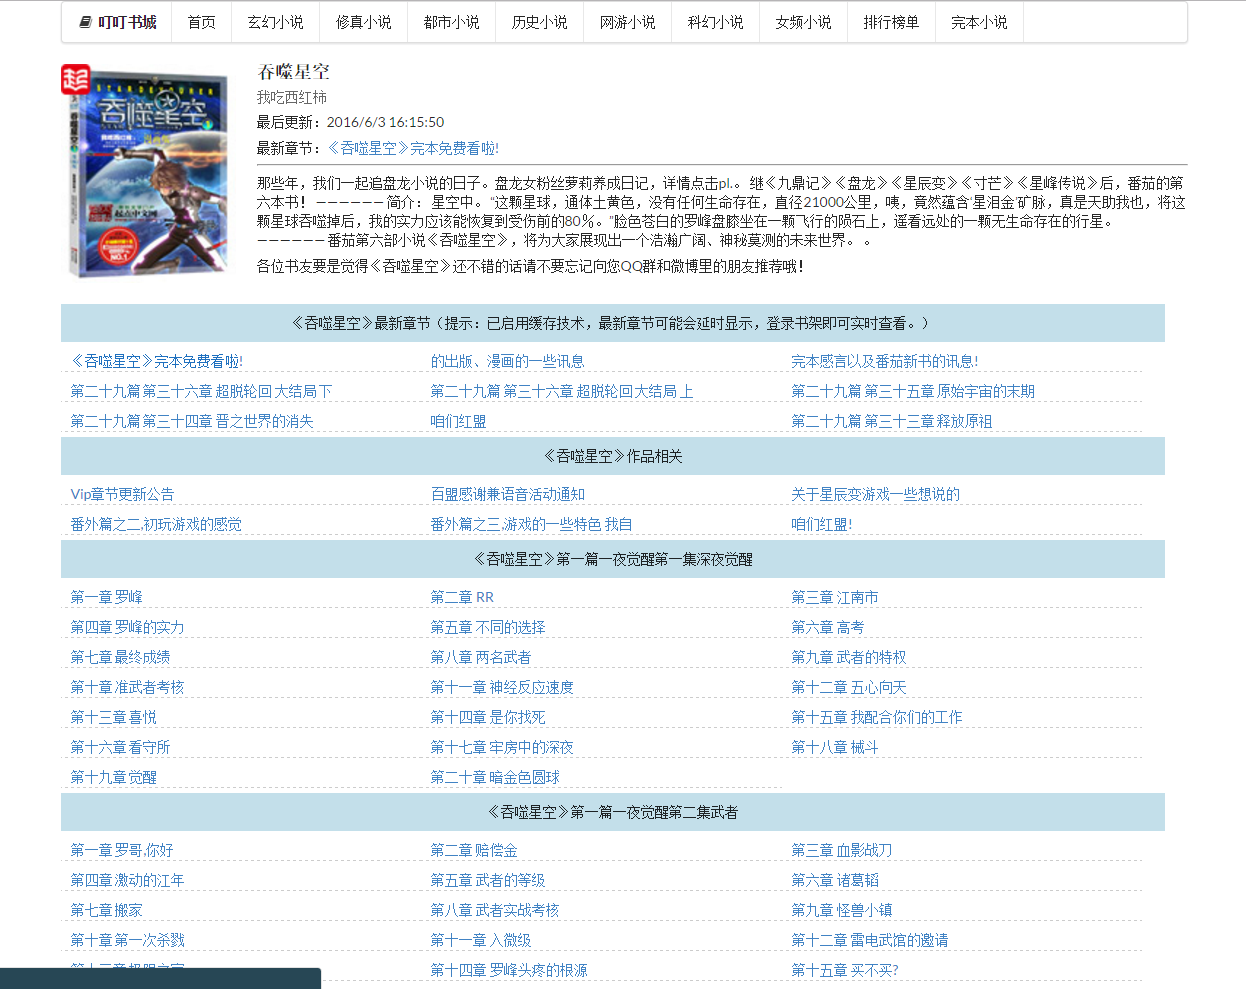 叮叮书城 首页 玄幻小说 修真小说 都市小说 历史小说 网游小说 科幻小说 女频小说 排行榜单 完本小说
起
STAR DEVOURER
吞噬星空
起点中文网
NO.1
吞噬星空
我吃西红柿
最后更新：2016/6/3 16:15:50
最新章节：《吞噬星空》完本免费看啦!
那些年，我们一起追盘龙小说的日子。盘龙女粉丝萝莉养成日记，详情点击pl.。 继《九鼎记》《盘龙》《星辰变》《寸芒》《星峰传说》后，番茄的第
六本书！－－－－－－简介：星空中。“这颗星球，通体土黄色，没有任何生命存在，直径21000公里，咦，竟然蕴含‘星泪金’矿脉，真是天助我也，将这
颗星球吞噬掉后，我的实力应该能恢复到受伤前的80％。”脸色苍白的罗峰盘膝坐在一颗飞行的陨石上，遥看远处的一颗无生命存在的行星。
－－－－－－番茄第六部小说《吞噬星空》，将为大家展现出一个浩瀚广阔、神秘莫测的未来世界。 。
各位书友要是觉得《吞噬星空》还不错的话请不要忘记向您QQ群和微博里的朋友推荐哦！
《吞噬星空》最新章节（提示：已启用缓存技术，最新章节可能会延时显示，登录书架即可实时查看。）
《吞噬星空》完本免费看啦! 的出版、漫画的一些讯息 完本感言以及番茄新书的讯息!
第二十九篇 第三十六章 超脱轮回 大结局 下 第二十九篇 第三十六章 超脱轮回 大结局 上 第二十九篇 第三十五章 原始宇宙的末期
第二十九篇 第三十四章 晋之世界的消失 咱们红盟 第二十九篇 第三十三章 释放原祖
《吞噬星空》作品相关
Vip章节更新公告 百盟感谢兼语音活动通知 关于星辰变游戏一些想说的
番外篇之二,初玩游戏的感觉 番外篇之三,游戏的一些特色 我自 咱们红盟!
《吞噬星空》第一篇一夜觉醒第一集深夜觉醒
第一章 罗峰 第二章 RR 第三章 江南市
第四章 罗峰的实力 第五章 不同的选择 第六章 高考
第七章 最终成绩 第八章 两名武者 第九章 武者的特权
第十章 准武者考核 第十一章 神经反应速度 第十二章 五心向天
第十三章 喜悦 第十四章 是你找死 第十五章 我配合你们的工作
第十六章 看守所 第十七章 牢房中的深夜 第十八章 械斗
第十九章 觉醒 第二十章 暗金色圆球
《吞噬星空》第一篇一夜觉醒第二集武者
第一章 罗哥,你好 第二章 赔偿金 第三章 血影战刀
第四章 激动的江年 第五章 武者的等级 第六章 诸葛韬
第七章 搬家 第八章 武者实战考核 第九章 怪兽小镇
第十章 第一次杀戮 第十一章 入微级 第十二章 雷电武馆的邀请
第十四章 罗峰头疼的根源 第十五章 买不买?